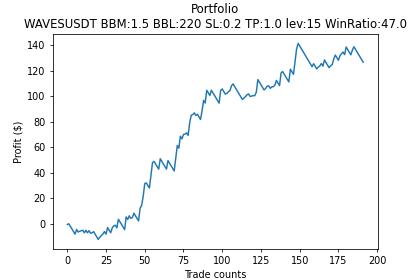 Portfolio
WAVESUSDT BBM:1.5 BBL:220 SL:0.2 TP:1.0 lev:15 WinRatio:47.0
140
120
100
80
60
40
20
0
Profit ($)
0 25 50 75 100 125 150 175 200
Trade counts